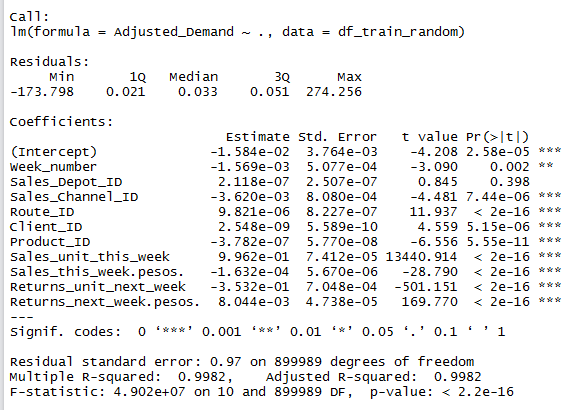 Call:
lm(formula = Adjusted_Demand ~ ., data = df_train_random)
Residuals:
Min 1Q Median 3Q Max
-173.798 0.021 0.033 0.051 274.256
Coefficients:
Estimate Std. Error t value Pr(>|t|)
(Intercept) -1.584e-02 3.764e-03 -4.208 2.58e-05 ***
Week_number -1.569e-03 5.077e-04 -3.090 0.002 **
Sales_Depot_ID 2.118e-07 2.507e-07 0.845 0.398
Sales_Channel_ID -3.620e-03 8.080e-04 -4.481 7.44e-06 ***
Route_ID 9.821e-06 8.227e-07 11.937 < 2e-16 ***
Client_ID 2.548e-09 5.589e-10 4.559 5.15e-06 ***
Product_ID -3.782e-07 5.770e-08 -6.556 5.55e-11 ***
Sales_unit_this_week 9.962e-01 7.412e-05 13440.914 < 2e-16 ***
Sales_this_week.pesos. -1.632e-04 5.670e-06 -28.790 < 2e-16 ***
Returns_unit_next_week -3.532e-01 7.048e-04 -501.151 < 2e-16 ***
Returns_next_week.pesos. 8.044e-03 4.738e-05 169.770 < 2e-16 ***
---
Signif. codes: 0 ‘***’ 0.001 ‘**’ 0.01 ‘*’ 0.05 ‘.’ 0.1 ‘ ’ 1
Residual standard error: 0.97 on 899989 degrees of freedom
Multiple R-squared: 0.9982, Adjusted R-squared: 0.9982
F-statistic: 4.902e+07 on 10 and 899989 DF, p-value: < 2.2e-16